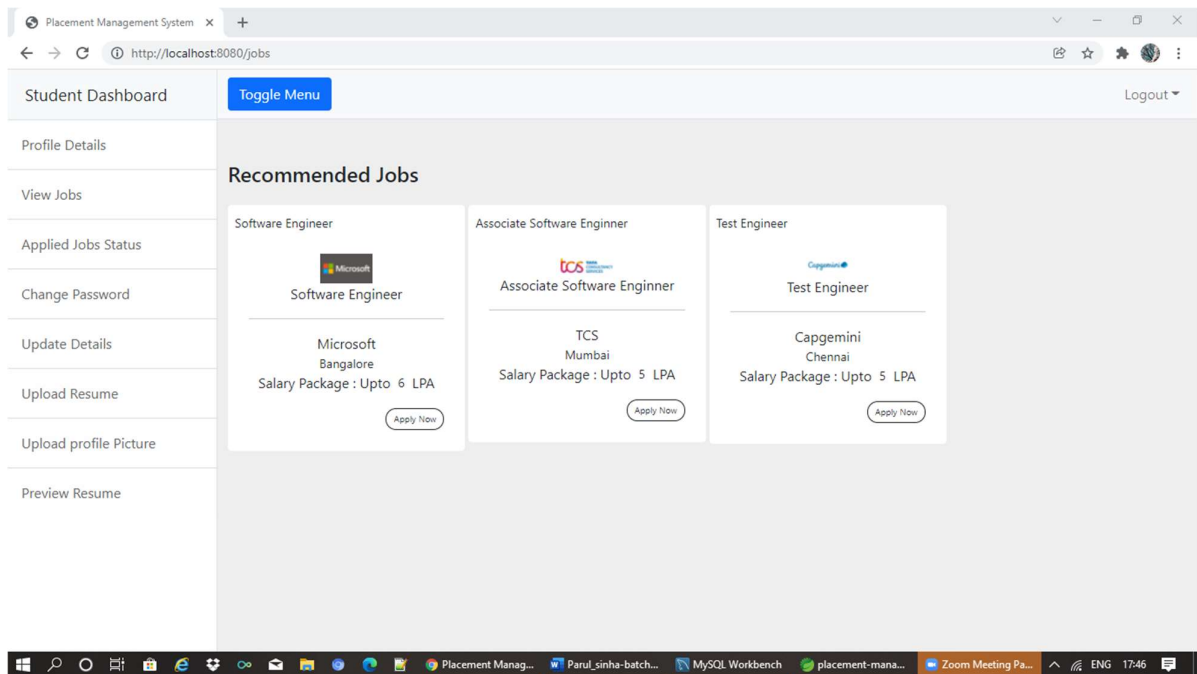 Placement Management System
http://localhost:8080/jobs
Student Dashboard
Toggle Menu
Logout
Profile Details
View Jobs
Applied Jobs Status
Change Password
Update Details
Upload Resume
Upload profile Picture
Preview Resume
Recommended Jobs
Software Engineer
Microsoft
Software Engineer
Microsoft
Bangalore
Salary Package : Upto 6 LPA
Apply Now
Associate Software Enginner
tcs TATA CONSULTANCY SERVICES
Associate Software Enginner
TCS
Mumbai
Salary Package : Upto 5 LPA
Apply Now
Test Engineer
Capgemini
Test Engineer
Capgemini
Chennai
Salary Package : Upto 5 LPA
Apply Now
Placement Manag... Parul_sinha-batch... MySQL Workbench placement-mana... Zoom Meeting Pa... ENG 17:46